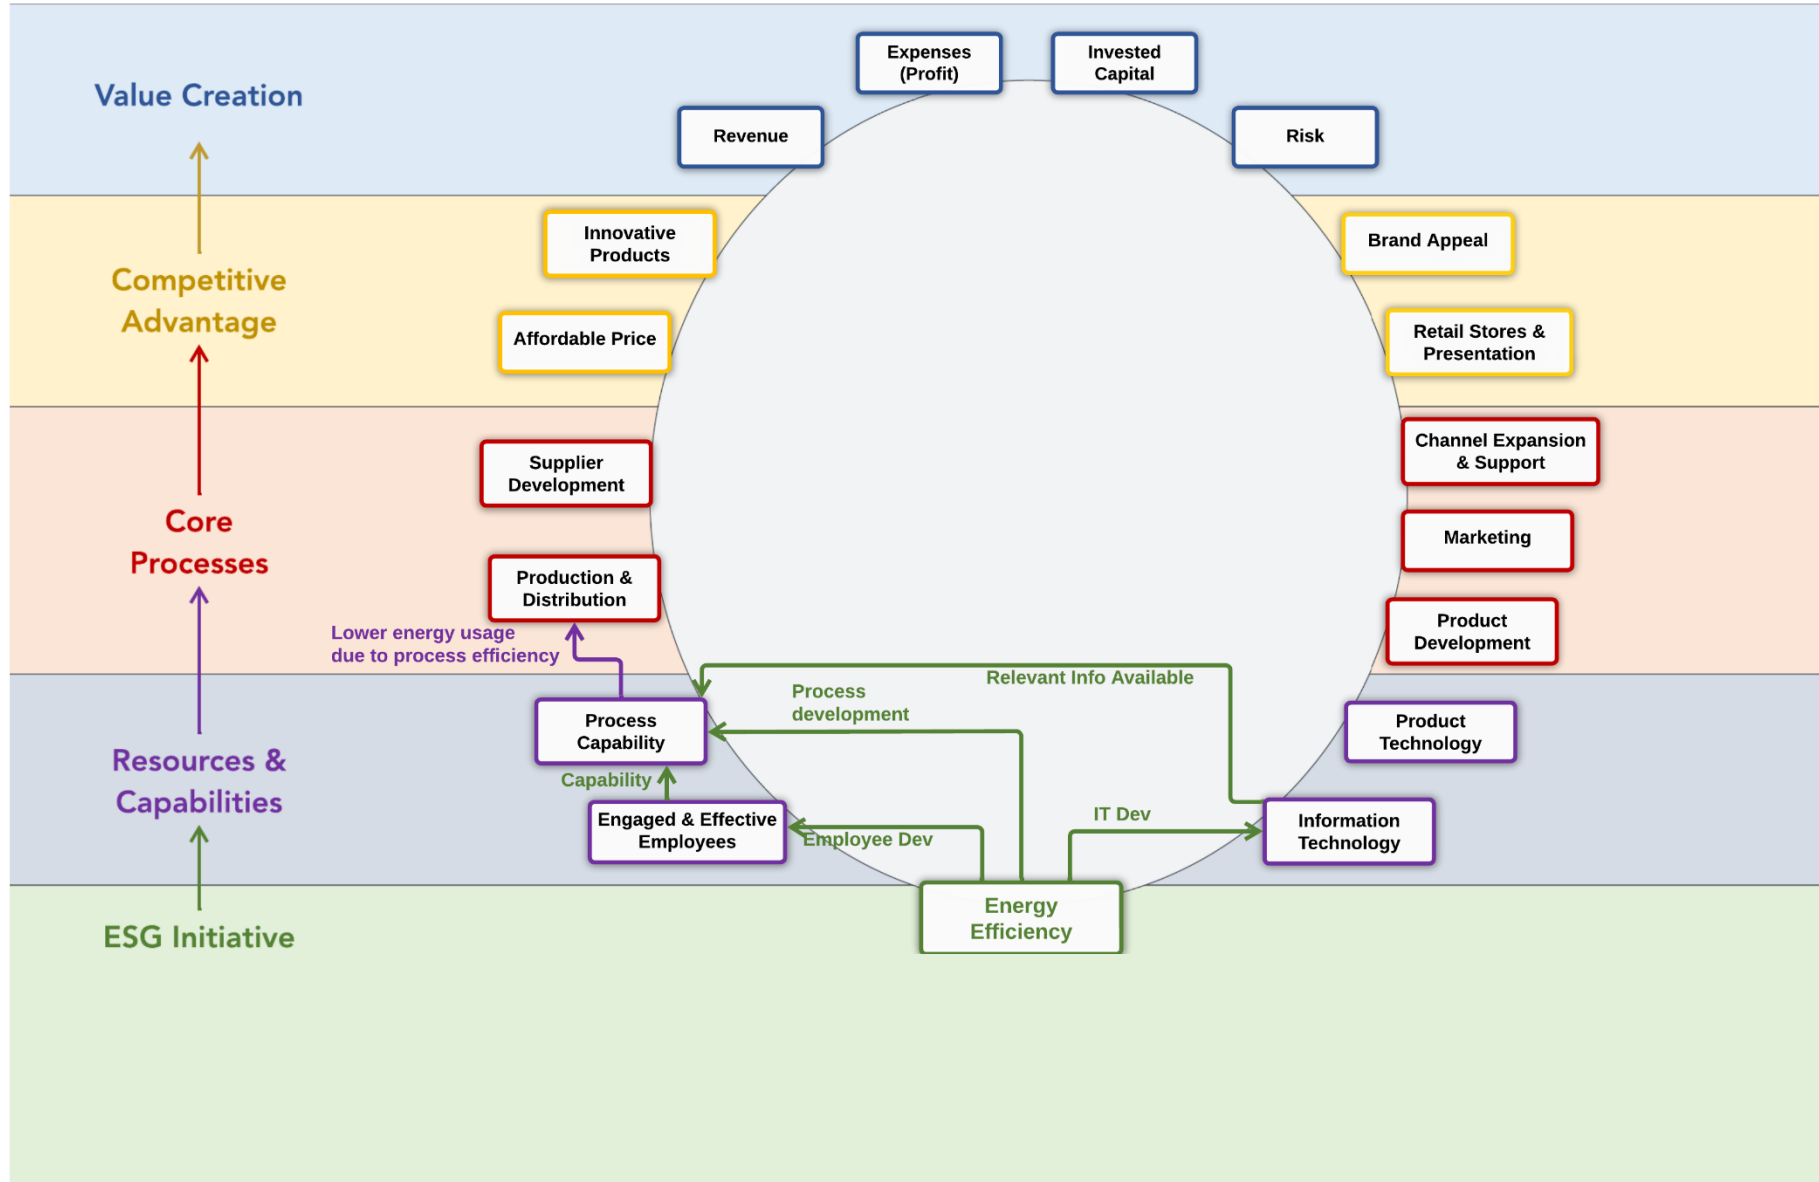 Expenses
(Profit)
Invested
Capital
Value Creation
Revenue
Risk
Innovative
Products
Brand Appeal
Competitive
Advantage
Affordable Price
Retail Stores &
Presentation
Channel Expansion
& Support
Supplier
Development
Core
Processes
Marketing
Production &
Distribution
Product
Development
Lower energy usage
due to process efficiency
Relevant Info Available
Process
development
Process
Capability
Product
Technology
Resources &
Capabilities
Capability
IT Dev
Engaged & Effective
Employees
Employee Dev
Information
Technology
Energy
Efficiency
ESG Initiative